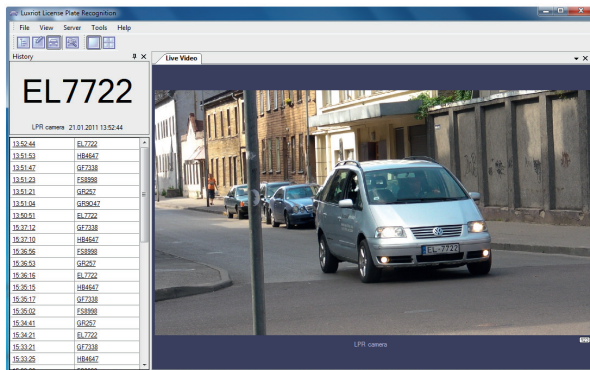 Luxriot License Plate Recognition
File View Server Tools Help
History
Live Video
EL7722
LPR camera 21.01.2011 13:52:44
13:52:44 EL7722
13:51:53 HB4647
13:51:47 GF7338
13:51:23 FS8998
13:51:21 GR257
13:51:04 GR9O47
13:50:51 EL7722
15:37:12 GF7338
15:37:10 HB4647
15:36:56 FS8998
15:36:53 GR257
15:36:16 EL7722
15:35:15 HB4647
15:35:17 GF7338
15:35:02 FS8998
15:34:41 GR257
15:34:21 EL7722
15:33:21 GF7338
15:33:25 HB4647
EL-7722
LPR camera